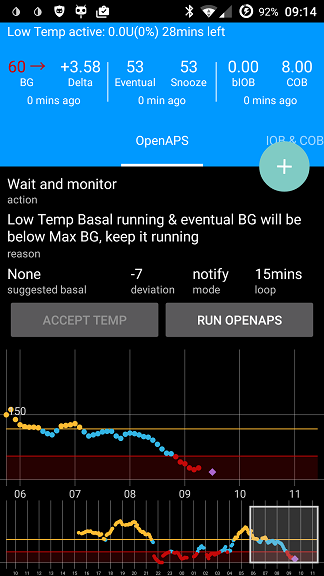 92% 09:14
Low Temp active: 0.0U(0%) 28mins left
60 → +3.58 53 53 0.00 8.00
BG Delta Eventual Snooze bIOB COB
0 mins ago 0 mins ago 0 mins ago
OpenAPS IOB & COB
+
Wait and monitor
action
Low Temp Basal running & eventual BG will be
below Max BG, keep it running
reason
None -7 notify 15mins
suggested basal deviation mode loop
ACCEPT TEMP RUN OPENAPS
150
06 07 08 09 10 11
10 11 12 13 14 15 16 17 18 19 20 21 22 23 00 01 02 03 04 05 06 07 08 09 10 11